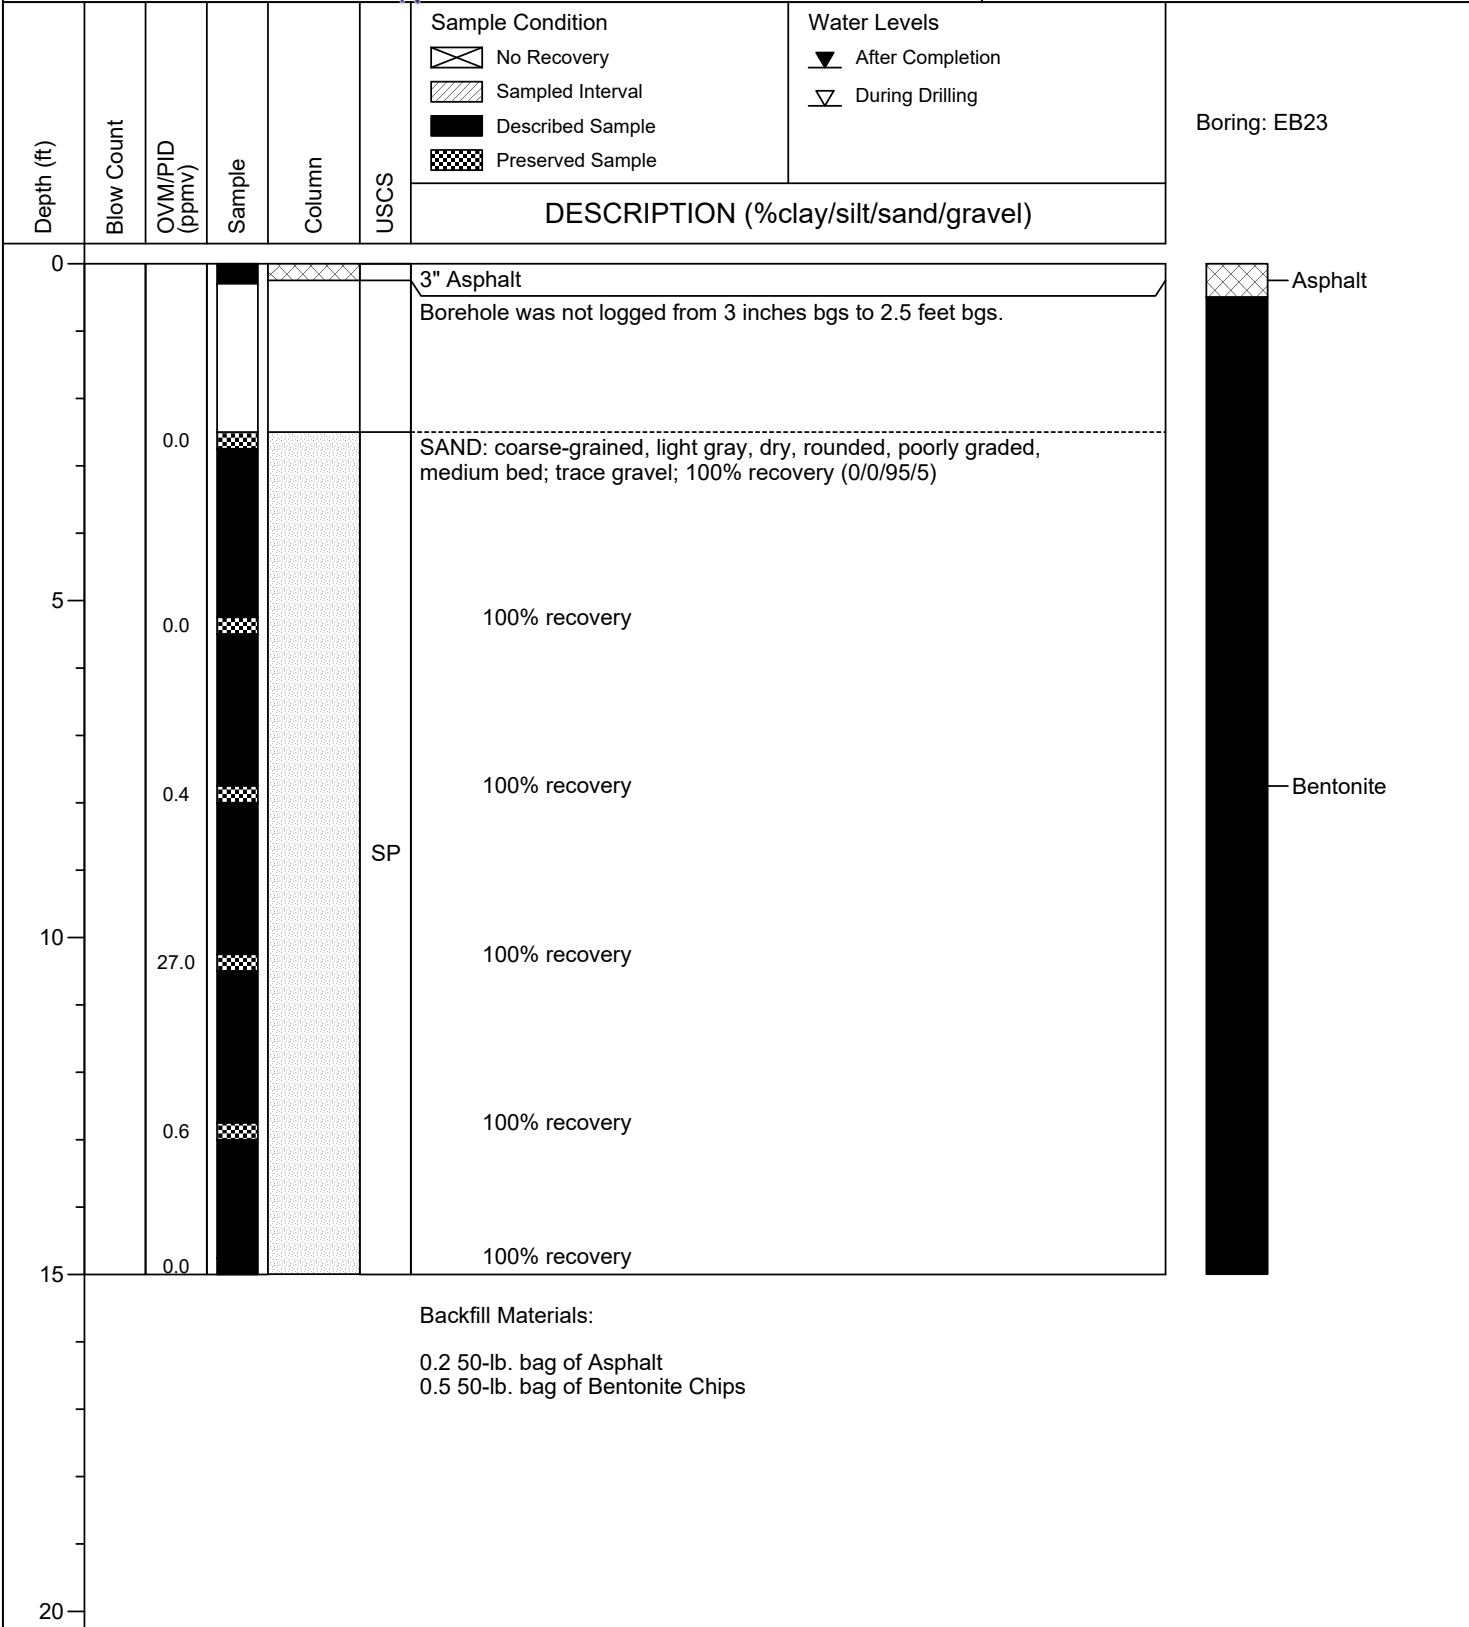 Sample Condition
No Recovery
Sampled Interval
Described Sample
Preserved Sample
Water Levels
After Completion
During Drilling
Boring: EB23
Depth (ft)
Blow Count
OVM/PID
(ppmv)
Sample
Column
USCS
DESCRIPTION (%clay/silt/sand/gravel)
0
3" Asphalt
Asphalt
Borehole was not logged from 3 inches bgs to 2.5 feet bgs.
0.0
SAND: coarse-grained, light gray, dry, rounded, poorly graded,
medium bed; trace gravel; 100% recovery (0/0/95/5)
5
0.0
100% recovery
0.4
100% recovery
Bentonite
SP
10
27.0
100% recovery
0.6
100% recovery
0.0
100% recovery
15
Backfill Materials:
0.2 50-lb. bag of Asphalt
0.5 50-lb. bag of Bentonite Chips
20